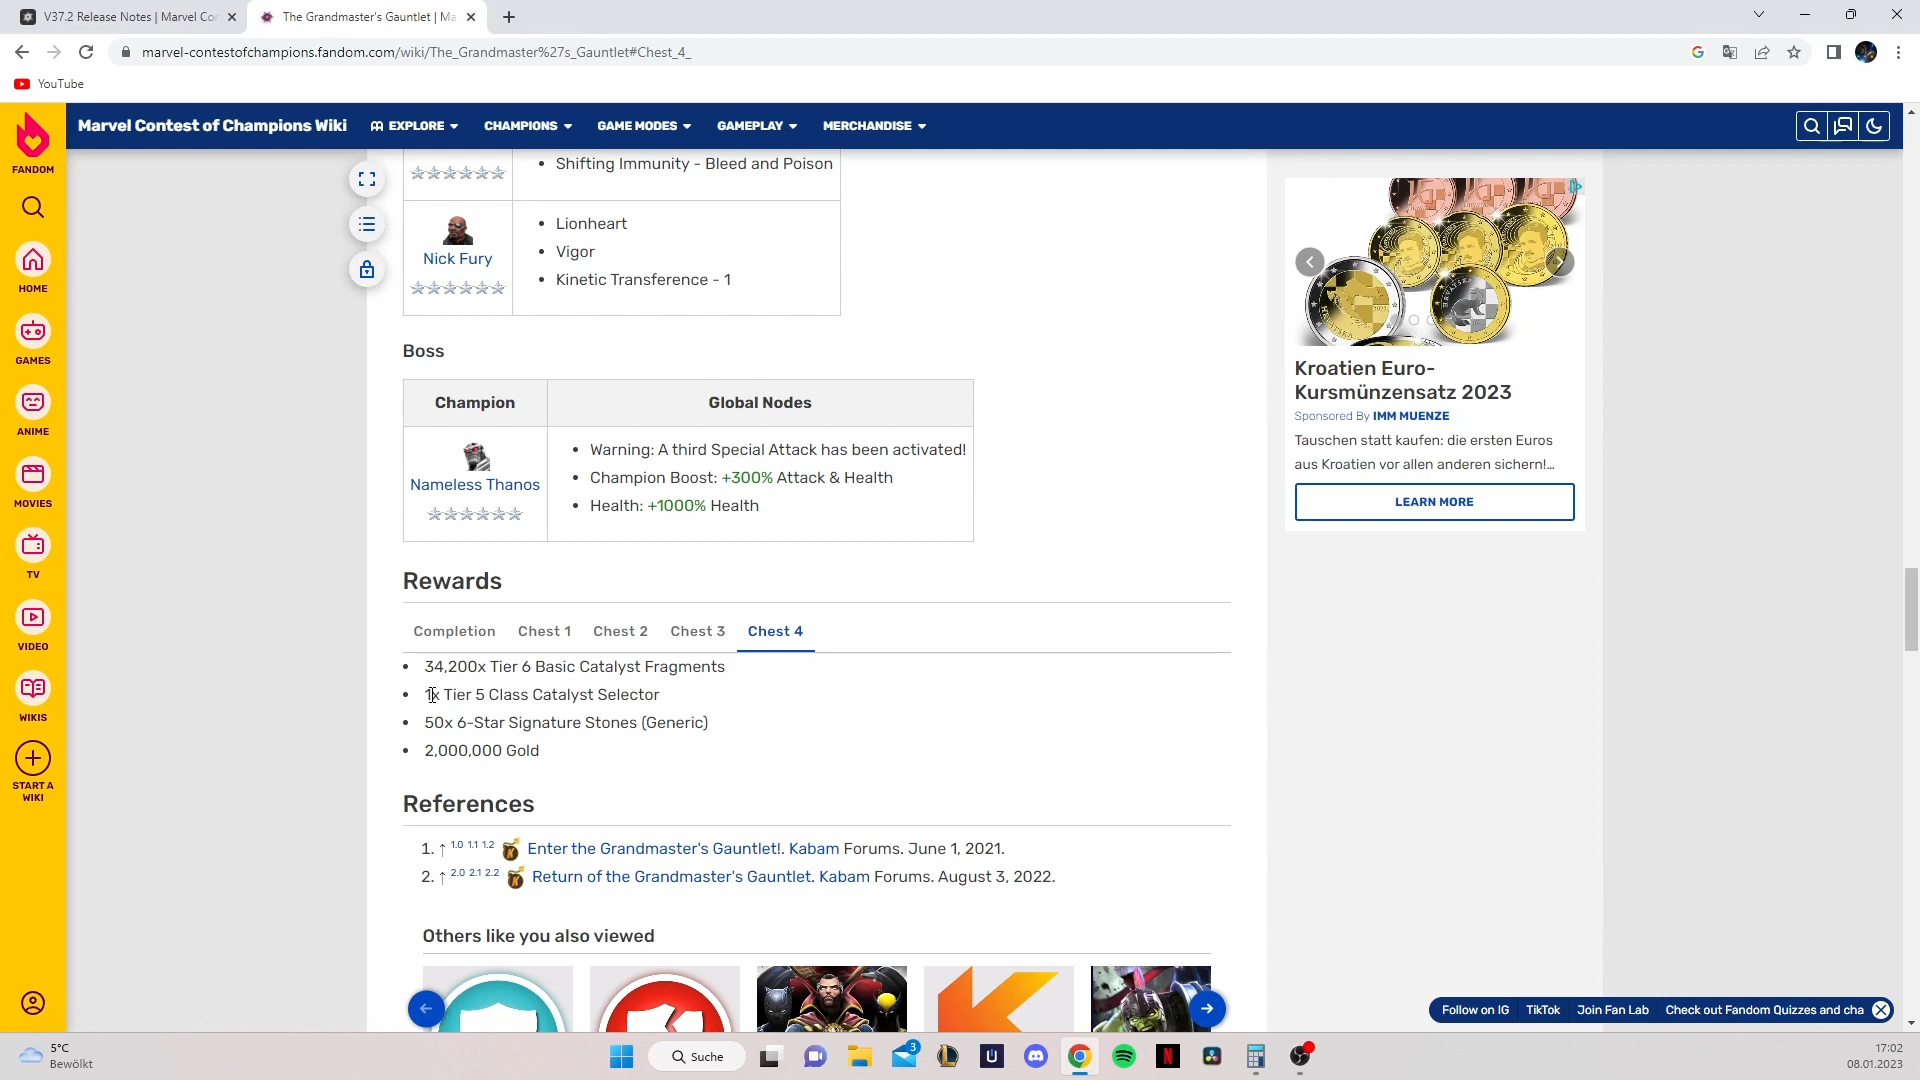 V37.2 Release Notes | Marvel Cor
The Grandmaster's Gauntlet | Ma
marvel-contestofchampions.fandom.com/wiki/The_Grandmaster%27s_Gauntlet#Chest_4_
YouTube
FANDOM
HOME
GAMES
ANIME
MOVIES
TV
VIDEO
WIKIS
START A
WIKI
Marvel Contest of Champions Wiki
EXPLORE
CHAMPIONS
GAME MODES
GAMEPLAY
MERCHANDISE
• Shifting Immunity - Bleed and Poison
Nick Fury
• Lionheart
• Vigor
• Kinetic Transference - 1
Boss
Champion
Global Nodes
Nameless Thanos
• Warning: A third Special Attack has been activated!
• Champion Boost: +300% Attack & Health
• Health: +1000% Health
Rewards
Completion
Chest 1
Chest 2
Chest 3
Chest 4
• 34,200x Tier 6 Basic Catalyst Fragments
• 1x Tier 5 Class Catalyst Selector
• 50x 6-Star Signature Stones (Generic)
• 2,000,000 Gold
References
1. ↑ 1.0 1.1 1.2 Enter the Grandmaster's Gauntlet!. Kabam Forums. June 1, 2021.
2. ↑ 2.0 2.1 2.2 Return of the Grandmaster's Gauntlet. Kabam Forums. August 3, 2022.
Others like you also viewed
Kroatien Euro-
Kursmünzensatz 2023
Sponsored By IMM MUENZE
Tauschen statt kaufen: die ersten Euros
aus Kroatien vor allen anderen sichern!...
LEARN MORE
Follow on IG
TikTok
Join Fan Lab
Check out Fandom Quizzes and cha
5°C
Bewölkt
Suche
3
17:02
08.01.2023